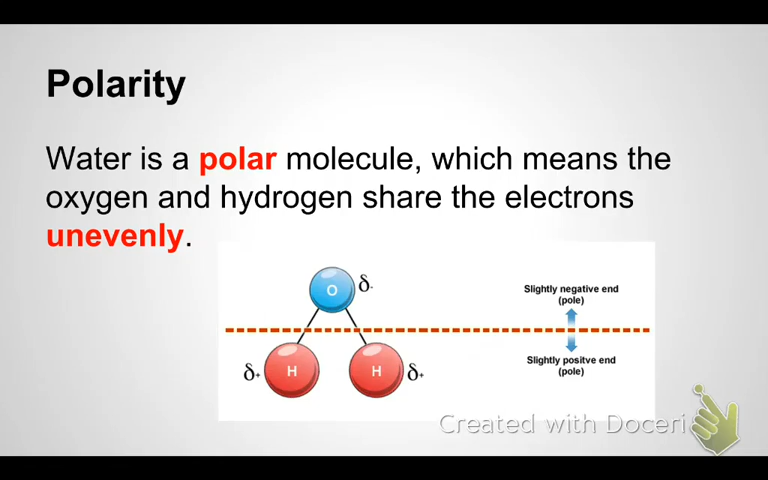 Polarity
Water is a polar molecule, which means the
oxygen and hydrogen share the electrons
unevenly.
O
δ-
Slightly negative end
(pole)
δ+
H
H
δ+
Slightly positve end
(pole)
Created with Doceri